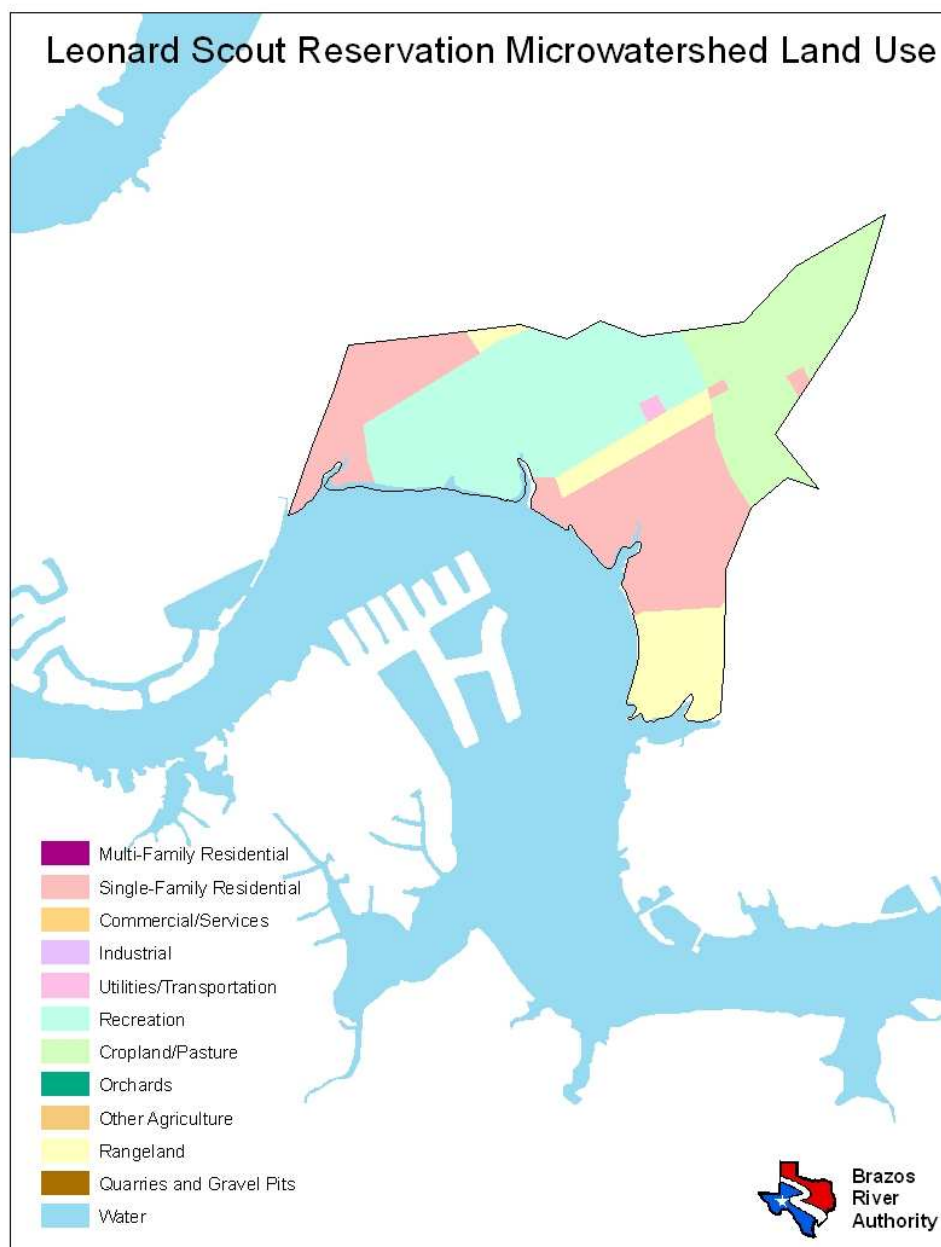 Leonard Scout Reservation Microwatershed Land Use
Multi-Family Residential
Single-Family Residential
Commercial/Services
Industrial
Utilities/Transportation
Recreation
Cropland/Pasture
Orchards
Other Agriculture
Rangeland
Quarries and Gravel Pits
Water
Brazos
River
Authority